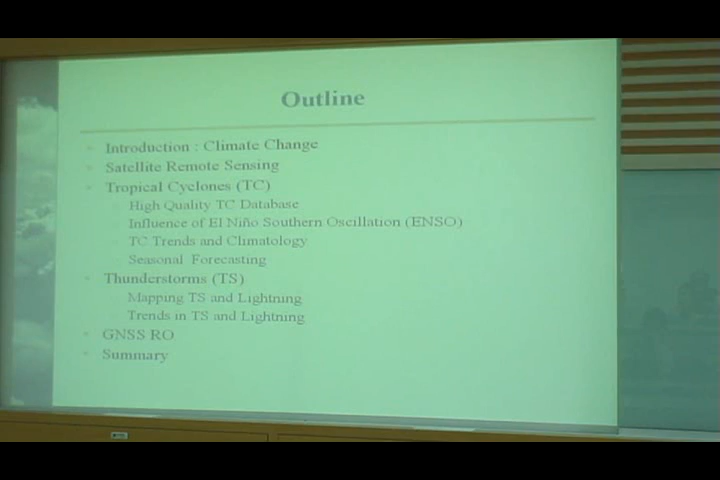 Outline
Introduction : Climate Change
Satellite Remote Sensing
Tropical Cyclones (TC)
High Quality TC Database
Influence of El Niño Southern Oscillation (ENSO)
TC Trends and Climatology
Seasonal Forecasting
Thunderstorms (TS)
Mapping TS and Lightning
Trends in TS and Lightning
GNSS RO
Summary